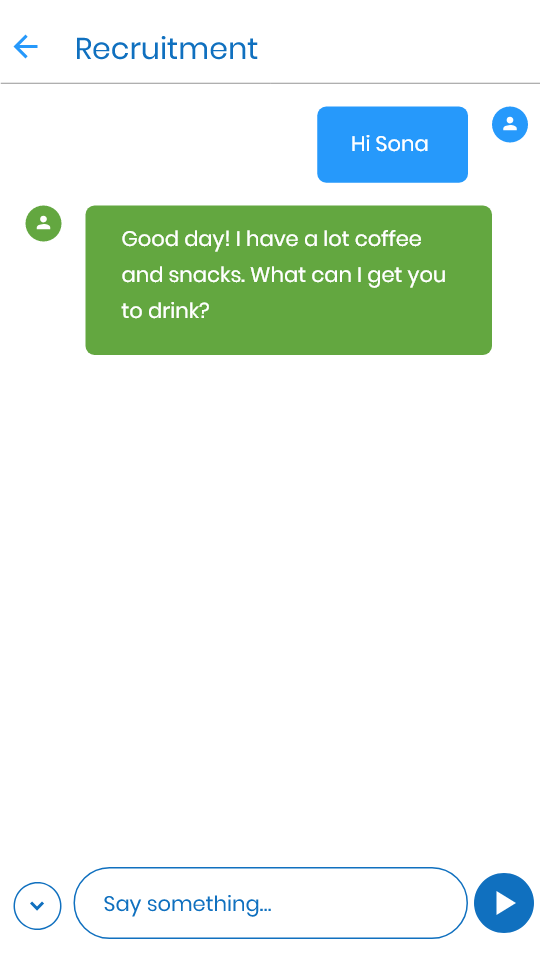 Recruitment
Hi Sona
Good day! I have a lot coffee
and snacks. What can I get you
to drink?
Say something...